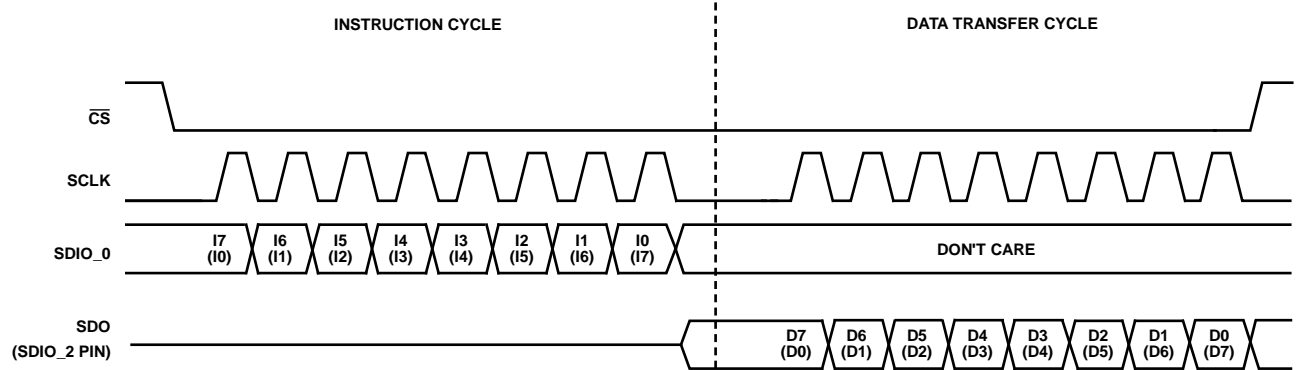 INSTRUCTION CYCLE DATA TRANSFER CYCLE
CS
SCLK
SDIO_0
I7 I6 I5 I4 I3 I2 I1 I0
(I0) (I1) (I2) (I3) (I4) (I5) (I6) (I7)
DON'T CARE
SDO
(SDIO_2 PIN)
D7 D6 D5 D4 D3 D2 D1 D0
(D0) (D1) (D2) (D3) (D4) (D5) (D6) (D7)